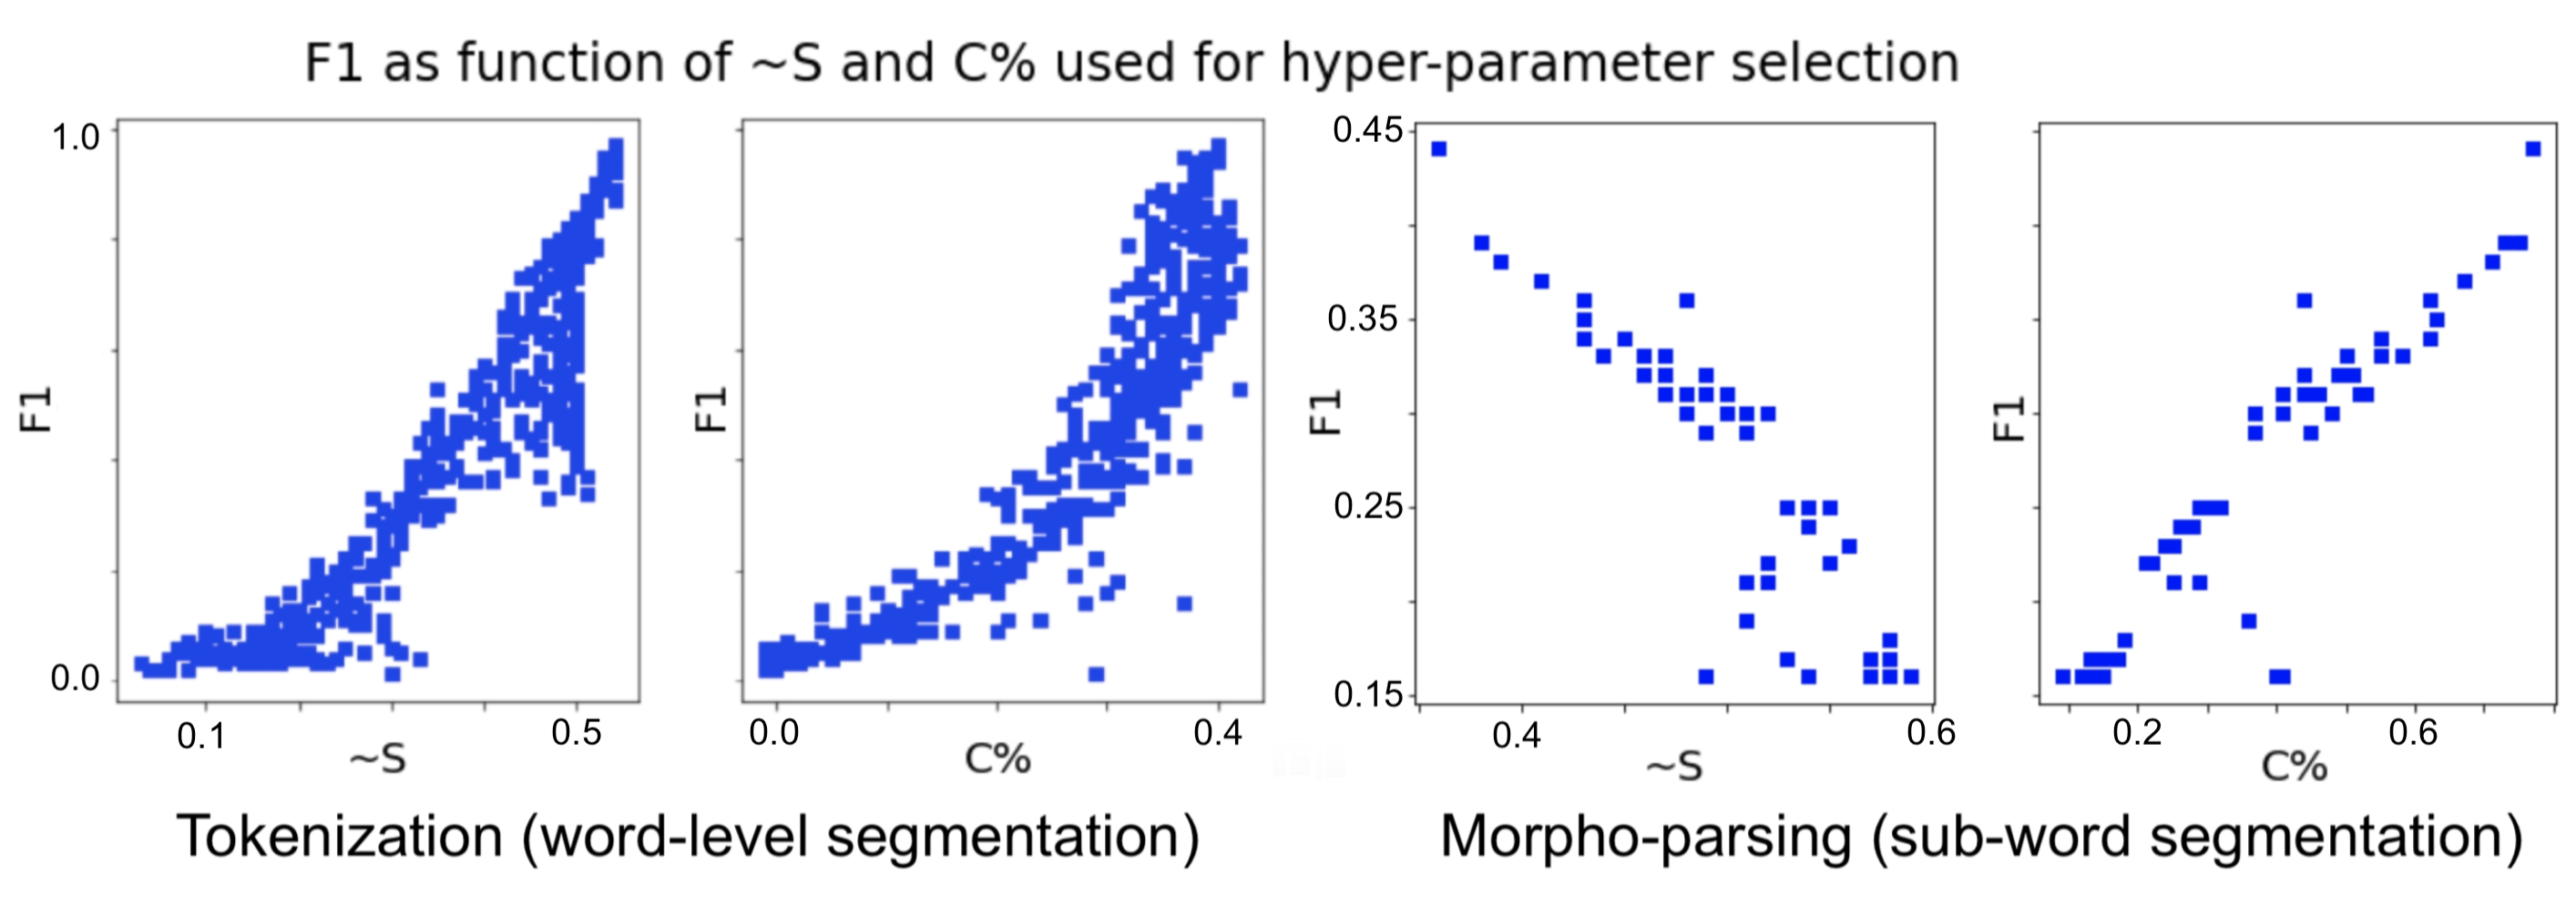 F1 as function of ~S and C% used for hyper-parameter selection
1.0
0.0
F1
0.1
0.5
~S
F1
0.0
0.4
C%
0.45
0.35
0.25
0.15
F1
0.4
0.6
~S
F1
0.2
0.6
C%
Tokenization (word-level segmentation)
Morpho-parsing (sub-word segmentation)